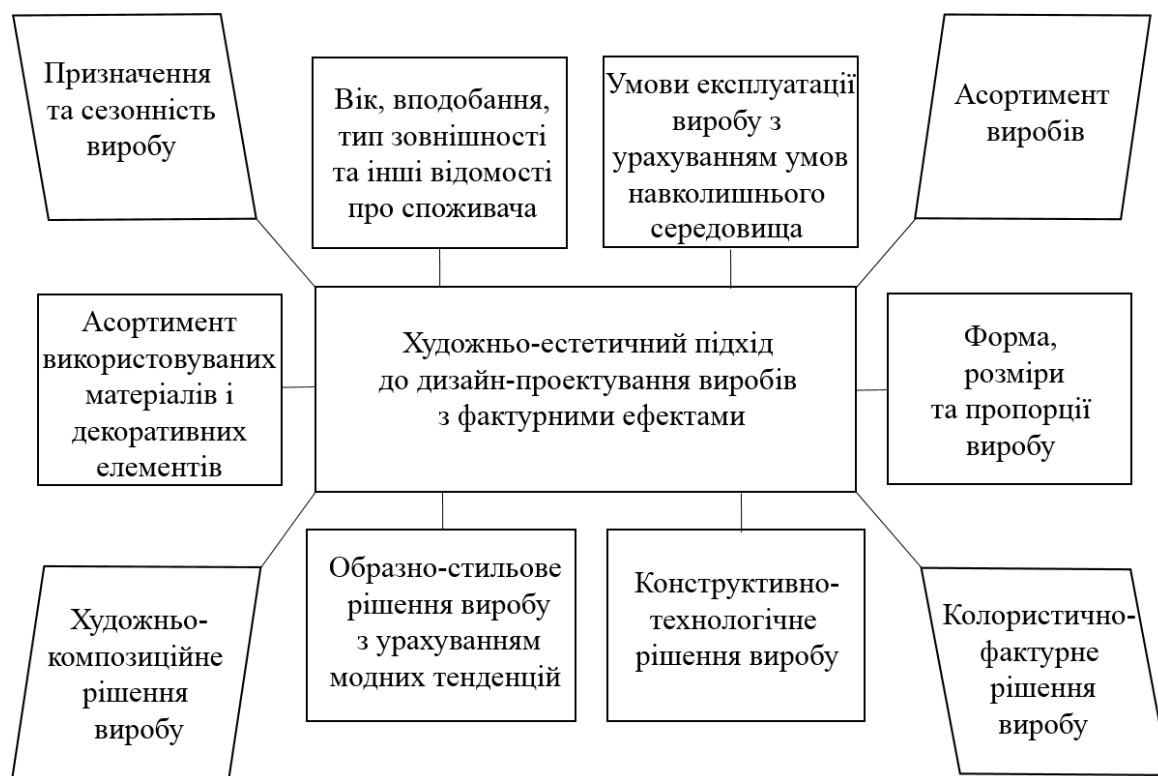 Призначення
та сезонність
виробу
Вік, вподобання,
тип зовнішності
та інші відомості
про споживача
Умови експлуатації
виробу з
урахуванням умов
навколишнього
середовища
Асортимент
виробів
Асортимент
використовуваних
матеріалів і
декоративних
елементів
Художньо-естетичний підхід
до дизайн-проектування виробів
з фактурними ефектами
Форма,
розміри
та пропорції
виробу
Художньо-
композиційне
рішення
виробу
Образно-стильове
рішення виробу
з урахуванням
модних тенденцій
Конструктивно-
технологічне
рішення виробу
Колористично-
фактурне
рішення
виробу